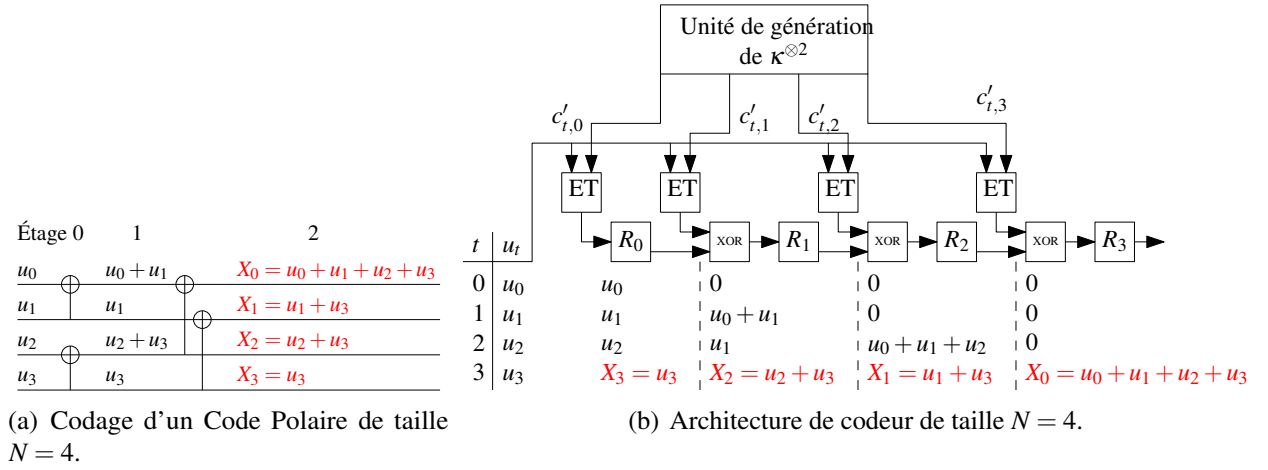 Unité de génération
de κ^{⊗2}
c'_{t,0} c'_{t,1} c'_{t,2} c'_{t,3}
ET ET ET ET
R_0 XOR R_1 XOR R_2 XOR R_3
Étage 0 1 2
u_0 u_0 + u_1 X_0 = u_0 + u_1 + u_2 + u_3
u_1 u_1 X_1 = u_1 + u_3
u_2 u_2 + u_3 X_2 = u_2 + u_3
u_3 u_3 X_3 = u_3
(a) Codage d'un Code Polaire de taille
N = 4.
t u_t
0 u_0 u_0 0 0 0
1 u_1 u_1 u_0 + u_1 0 0
2 u_2 u_2 u_1 u_0 + u_1 + u_2 0
3 u_3 X_3 = u_3 X_2 = u_2 + u_3 X_1 = u_1 + u_3 X_0 = u_0 + u_1 + u_2 + u_3
(b) Architecture de codeur de taille N = 4.